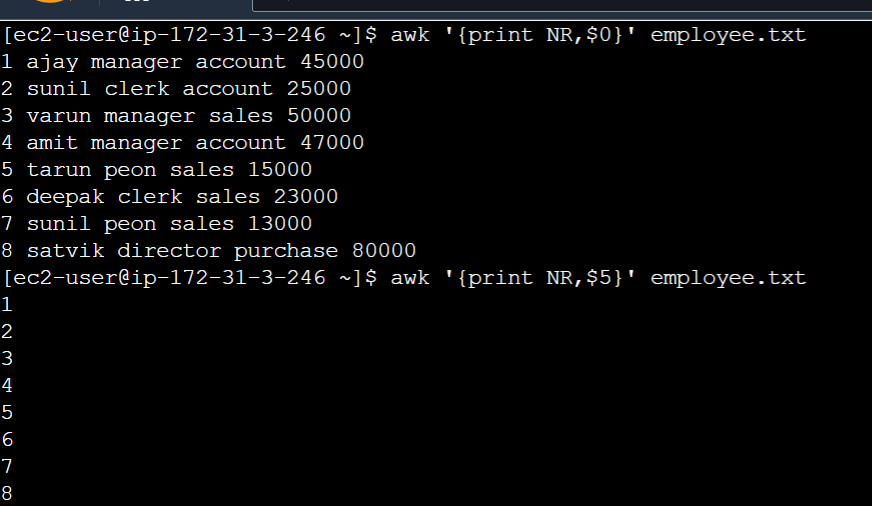 [ec2-user@ip-172-31-3-246 ~]$ awk '{print NR,$0}' employee.txt
1 ajay manager account 45000
2 sunil clerk account 25000
3 varun manager sales 50000
4 amit manager account 47000
5 tarun peon sales 15000
6 deepak clerk sales 23000
7 sunil peon sales 13000
8 satvik director purchase 80000
[ec2-user@ip-172-31-3-246 ~]$ awk '{print NR,$5}' employee.txt
1
2
3
4
5
6
7
8